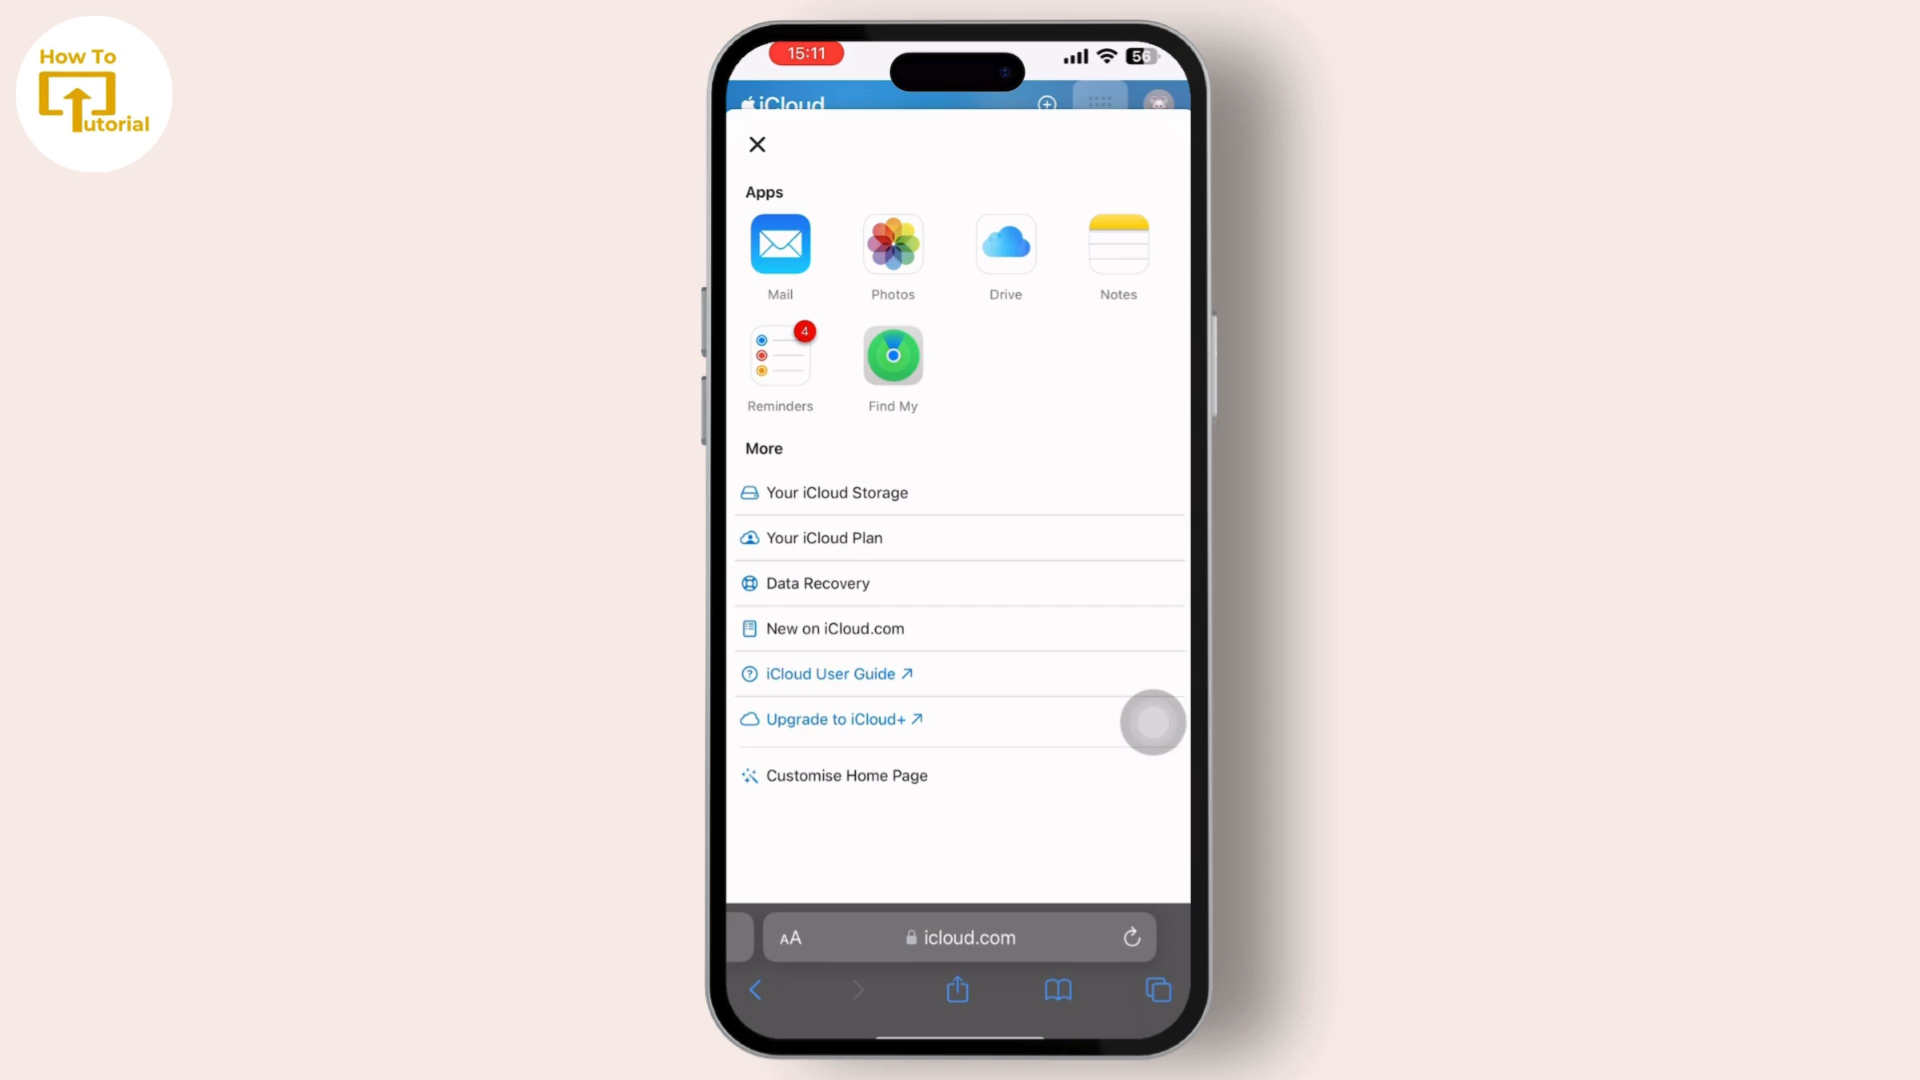 How To
Tutorial
15:11
56
iCloud
Apps
Mail
Photos
Drive
Notes
4
Reminders
Find My
More
Your iCloud Storage
Your iCloud Plan
Data Recovery
New on iCloud.com
iCloud User Guide ↗
Upgrade to iCloud+ ↗
Customise Home Page
AA
icloud.com